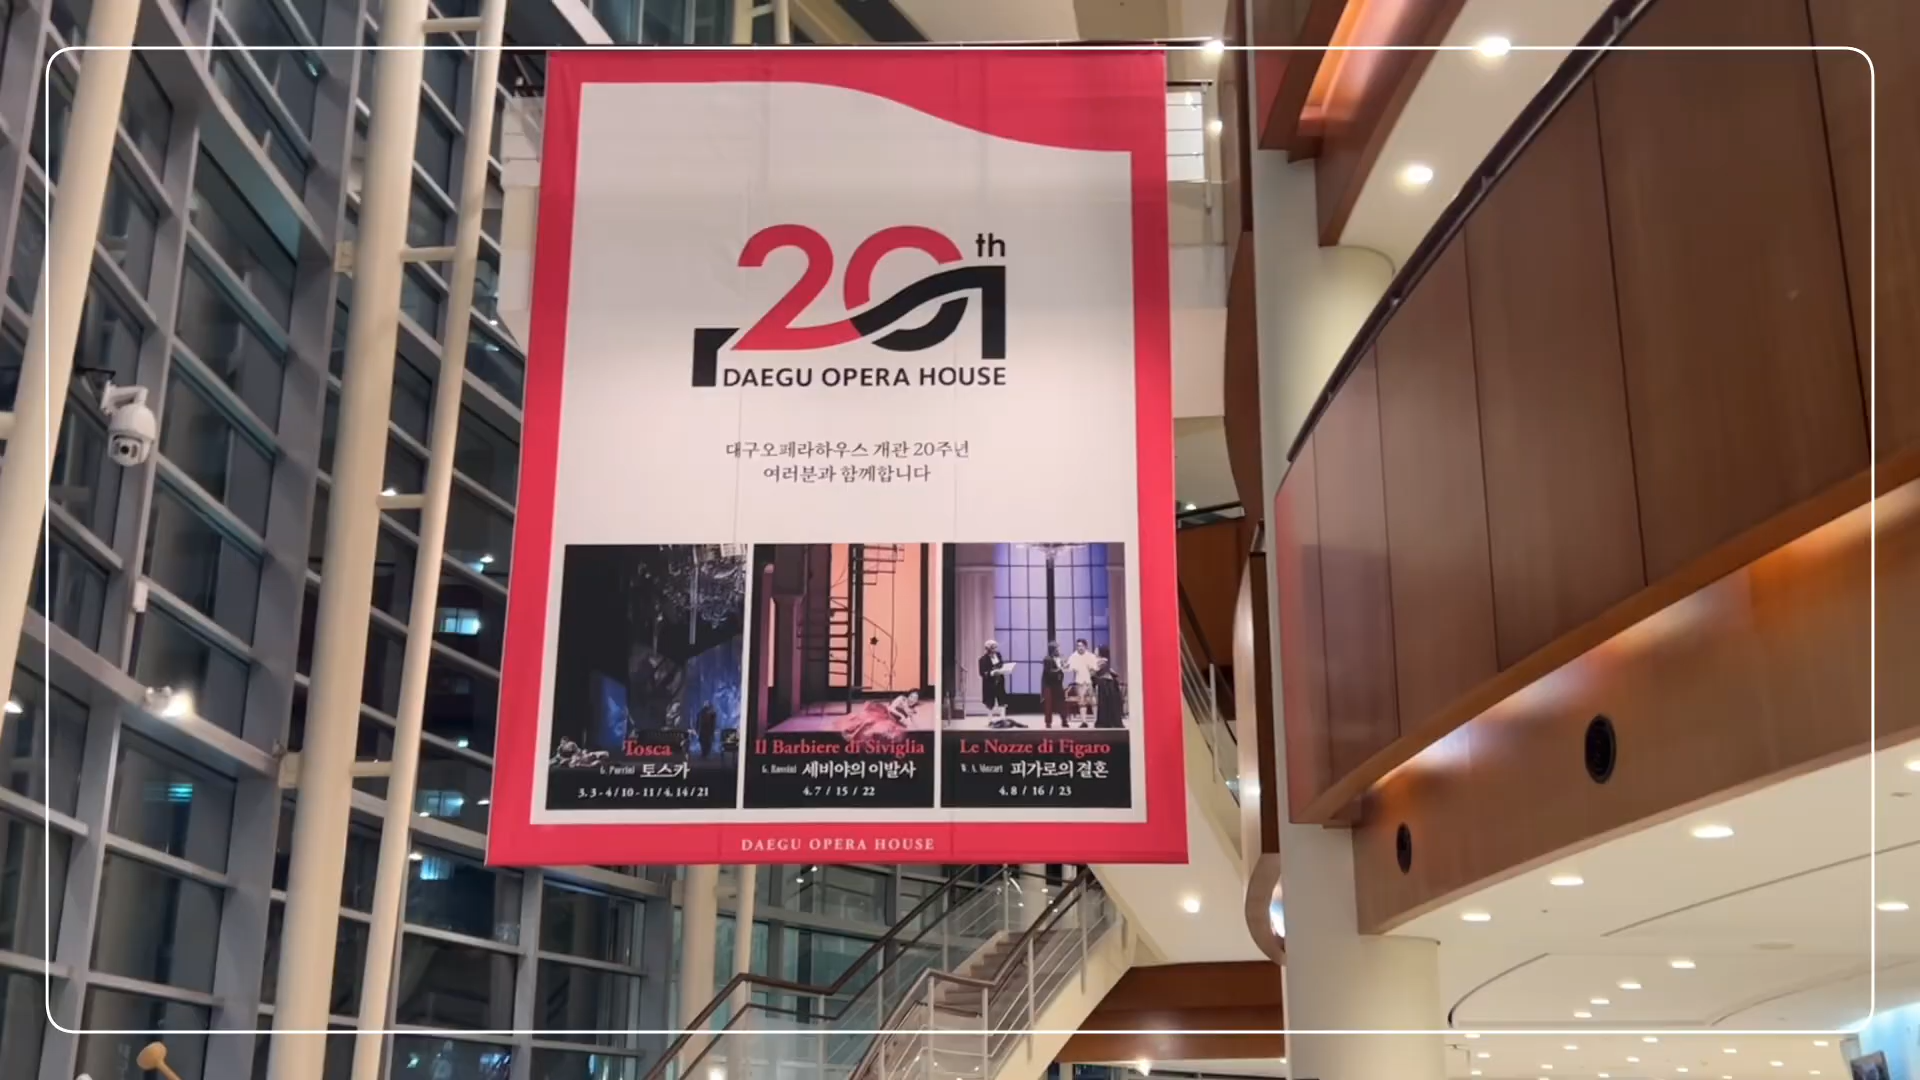 20th
DAEGU OPERA HOUSE
대구오페라하우스 개관 20주년
여러분과 함께합니다
Tosca
G. Puccini 토스카
3. 3 - 4 / 10 - 11 / 4. 14 / 21
Il Barbiere di Siviglia
G. Rossini 세비야의 이발사
4. 7 / 15 / 22
Le Nozze di Figaro
W. A. Mozart 피가로의 결혼
4. 8 / 16 / 23
DAEGU OPERA HOUSE